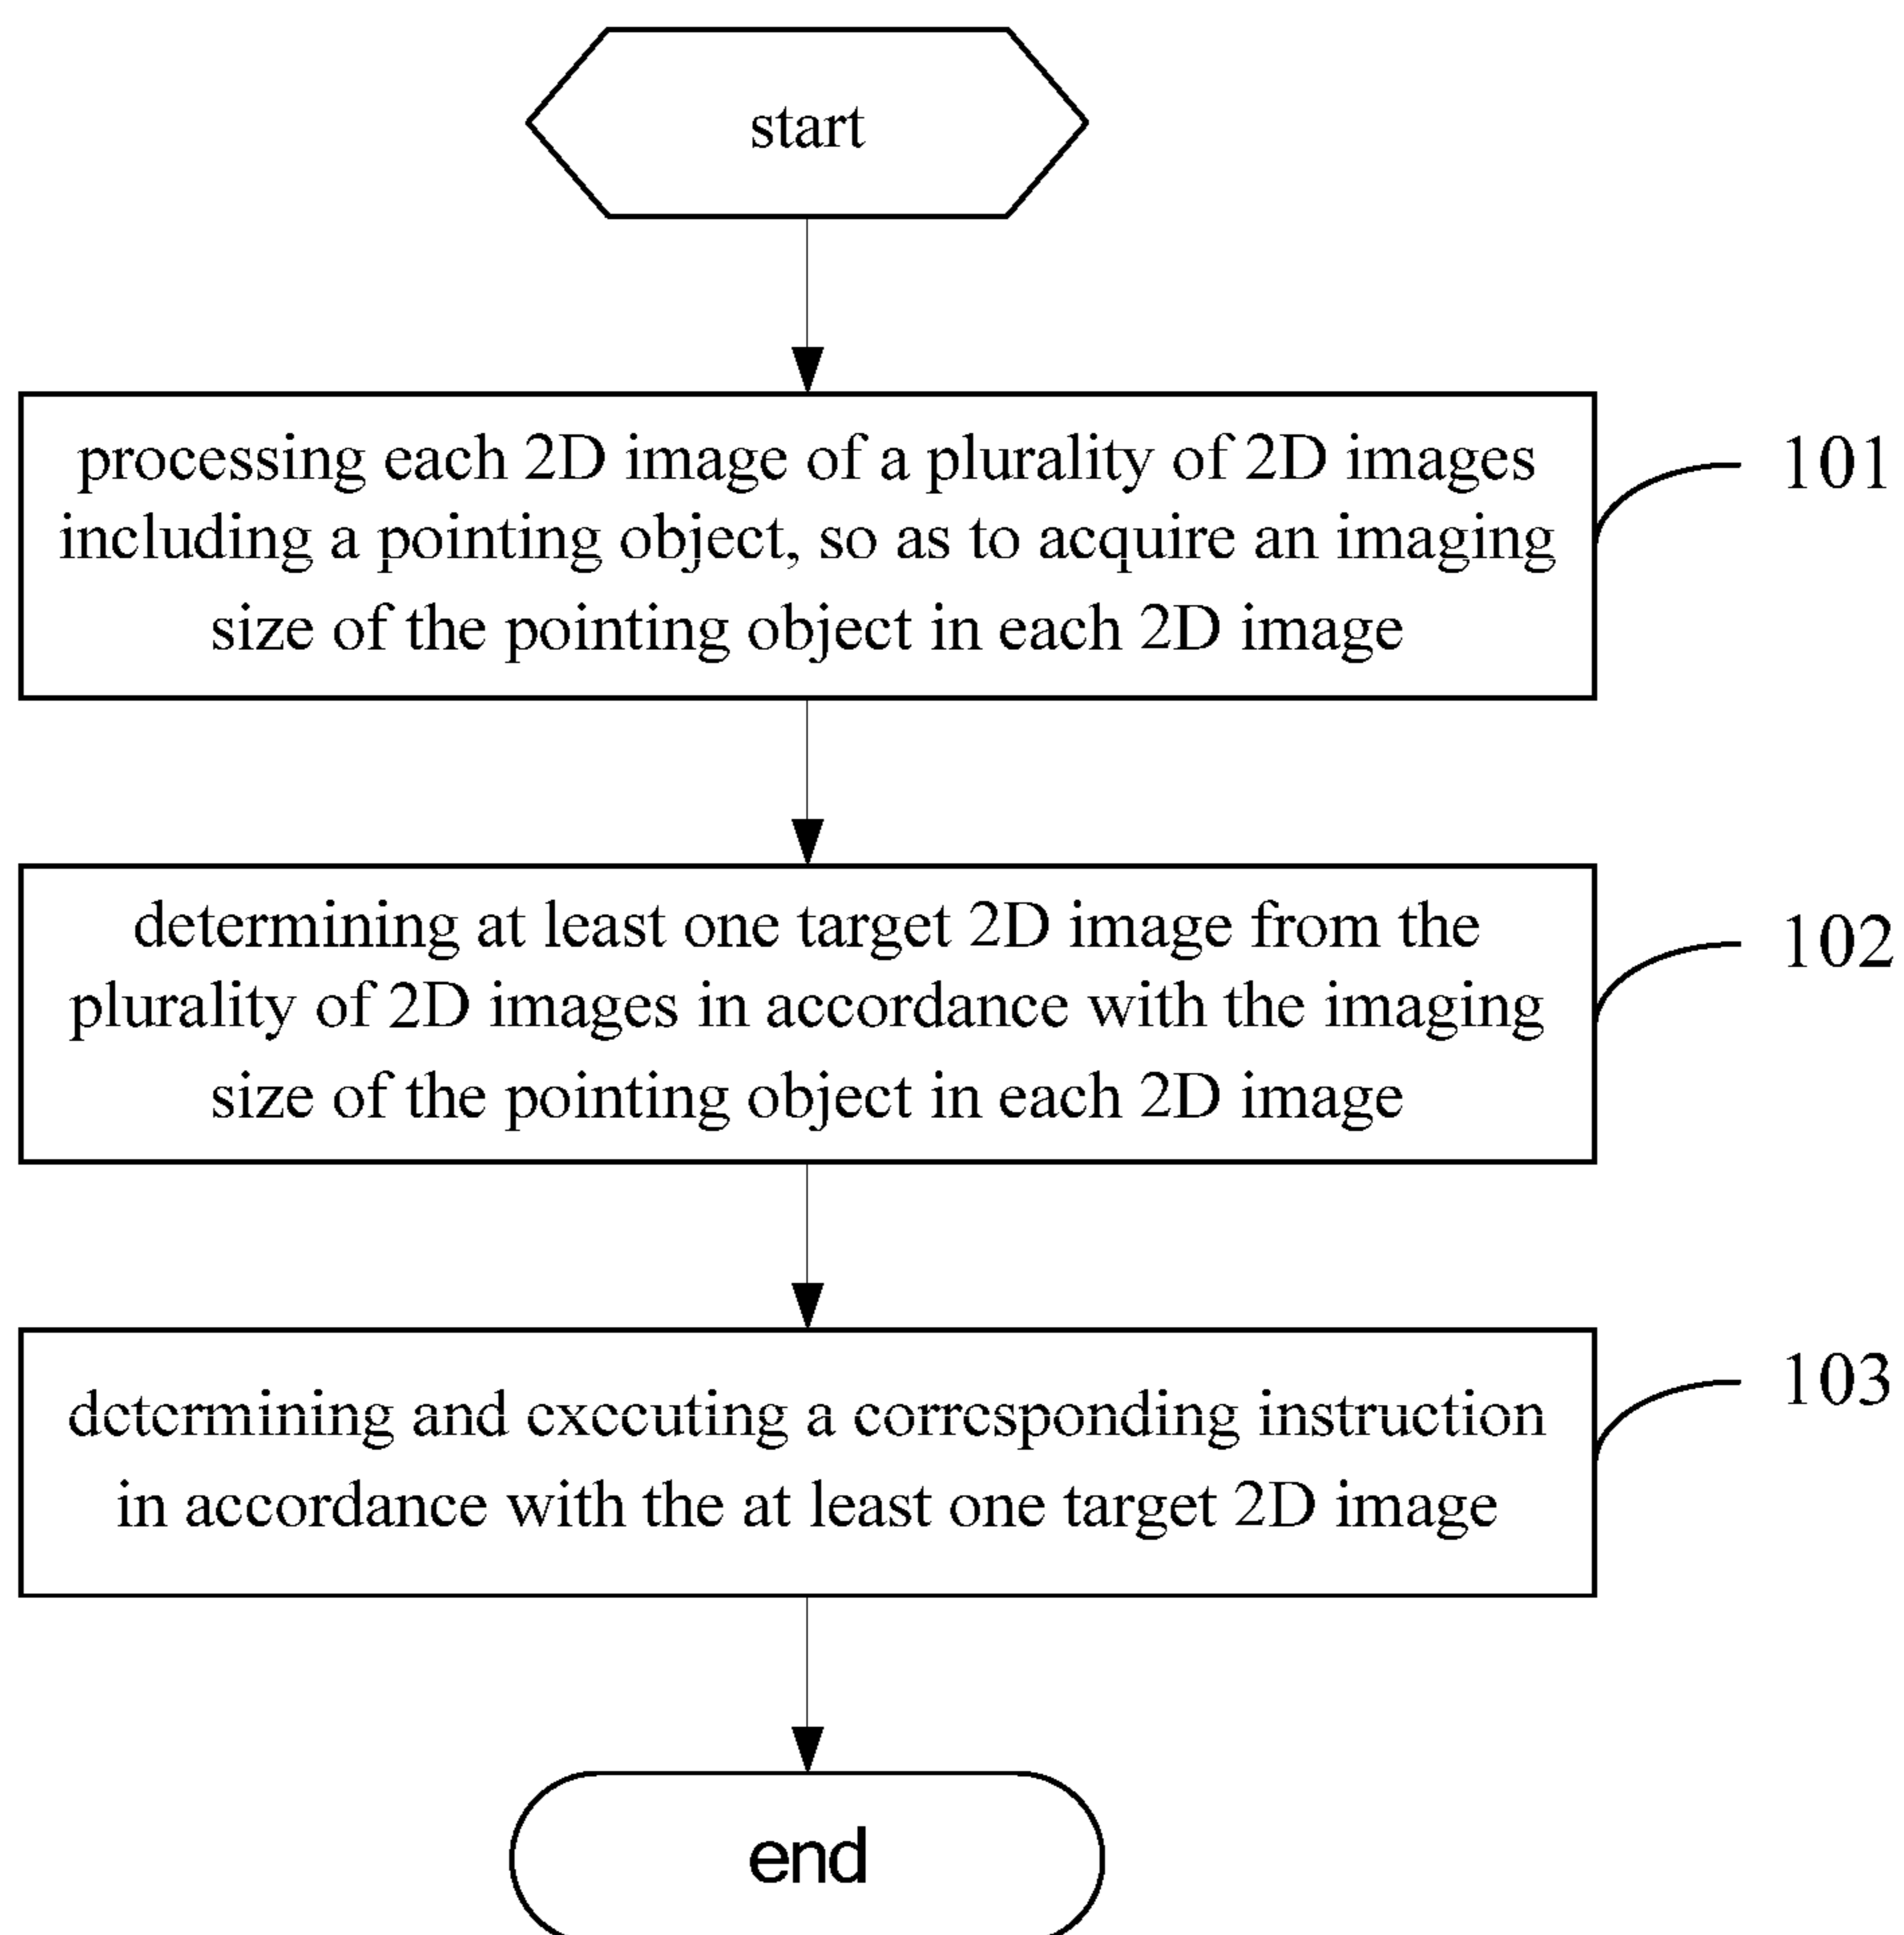 start
processing each 2D image of a plurality of 2D images
including a pointing object, so as to acquire an imaging
size of the pointing object in each 2D image
101
determining at least one target 2D image from the
plurality of 2D images in accordance with the imaging
size of the pointing object in each 2D image
102
determining and executing a corresponding instruction
in accordance with the at least one target 2D image
103
end